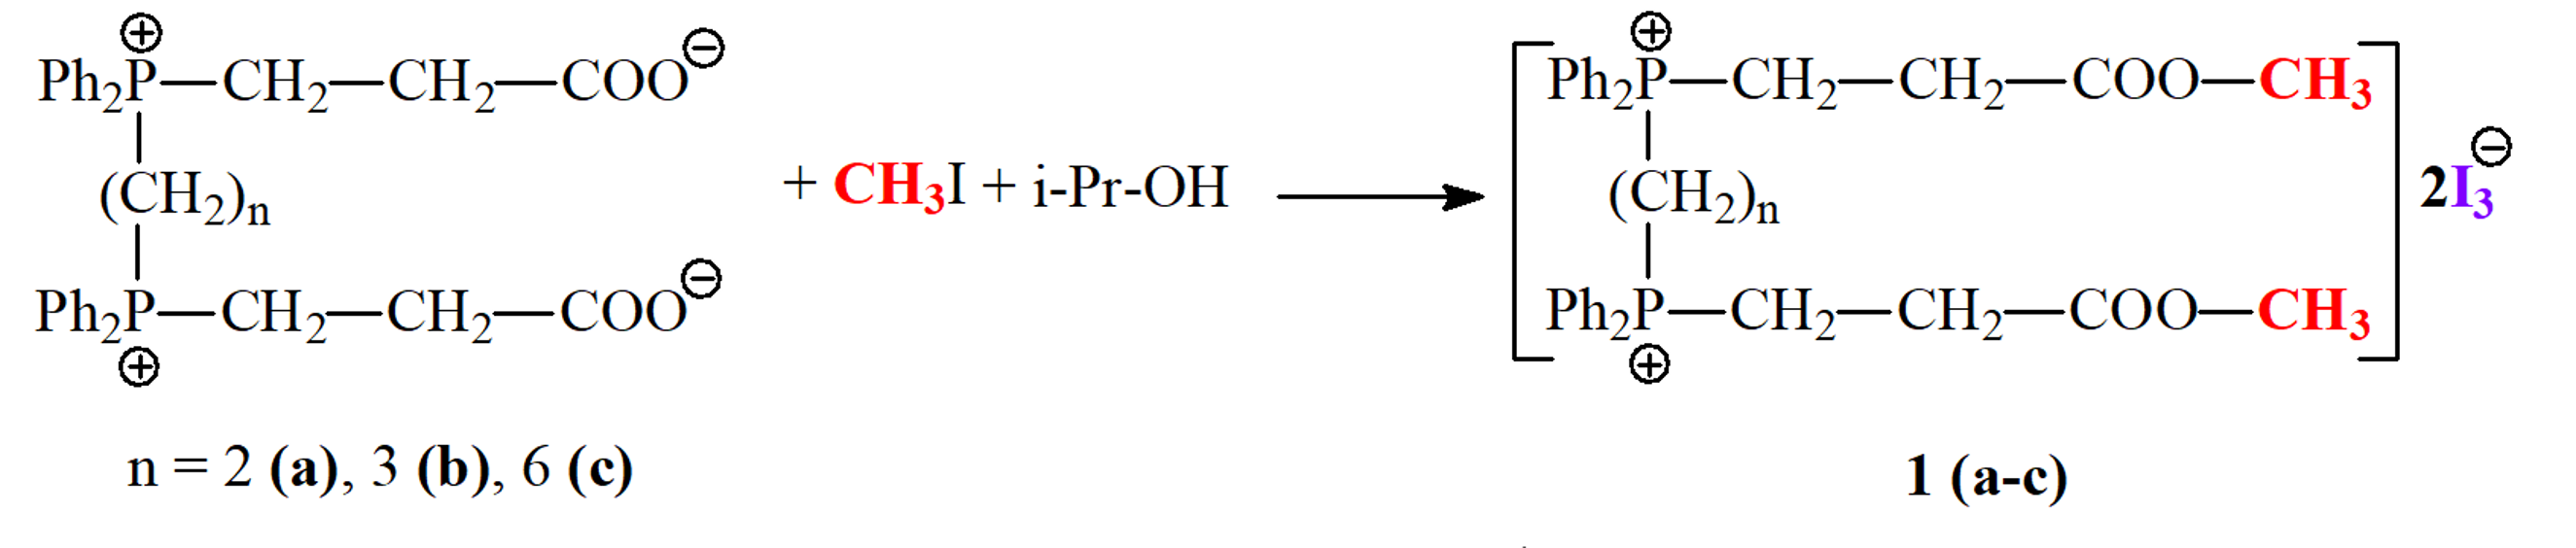 ⊕ ⊖ ⊕
Ph₂P—CH₂—CH₂—COO [Ph₂P—CH₂—CH₂—COO—CH₃]
(CH₂)ₙ + CH₃I + i-Pr-OH ⟶ (CH₂)ₙ 2I₃⊖
Ph₂P—CH₂—CH₂—COO⊖ Ph₂P—CH₂—CH₂—COO—CH₃
⊕ ⊕
n = 2 (a), 3 (b), 6 (c) 1 (a-c)